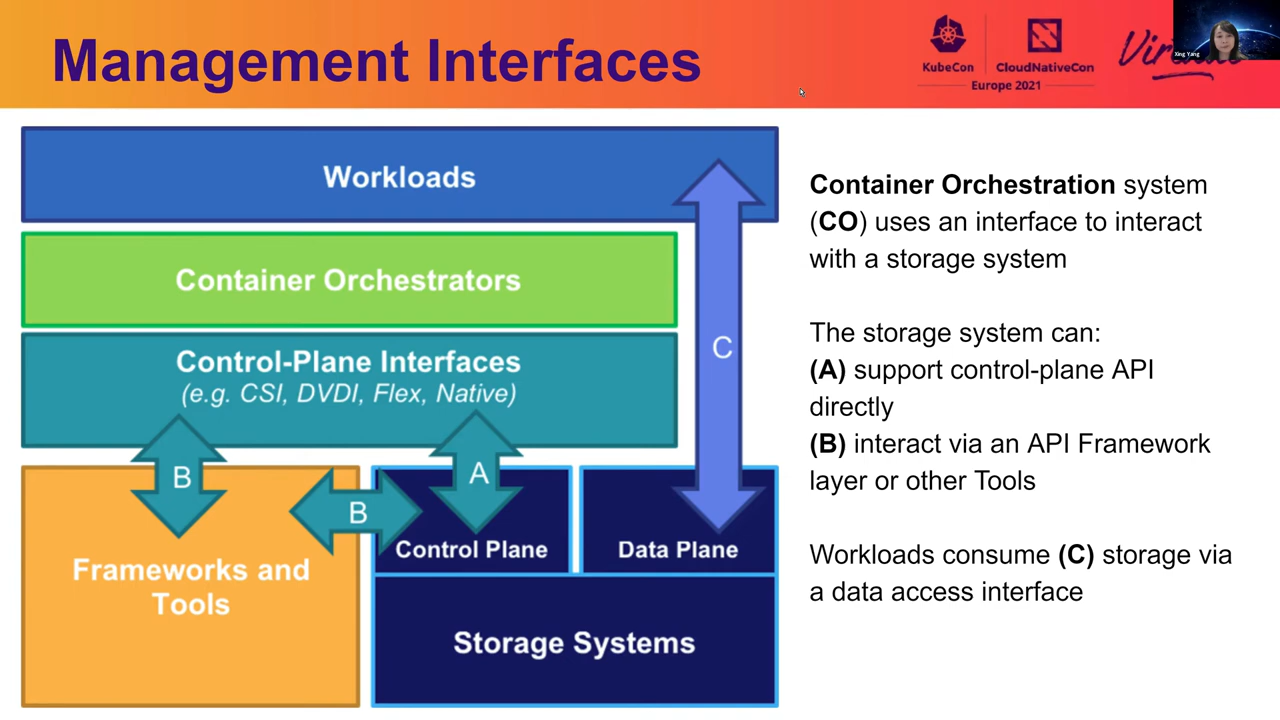 Management Interfaces
KubeCon
CloudNativeCon
Europe 2021
Virtual
Xing Yang
Workloads
Container Orchestrators
Control-Plane Interfaces
(e.g. CSI, DVDI, Flex, Native)
C
B
A
B
Frameworks and
Tools
Control Plane
Data Plane
Storage Systems
Container Orchestration system
(CO) uses an interface to interact
with a storage system
The storage system can:
(A) support control-plane API
directly
(B) interact via an API Framework
layer or other Tools
Workloads consume (C) storage via
a data access interface